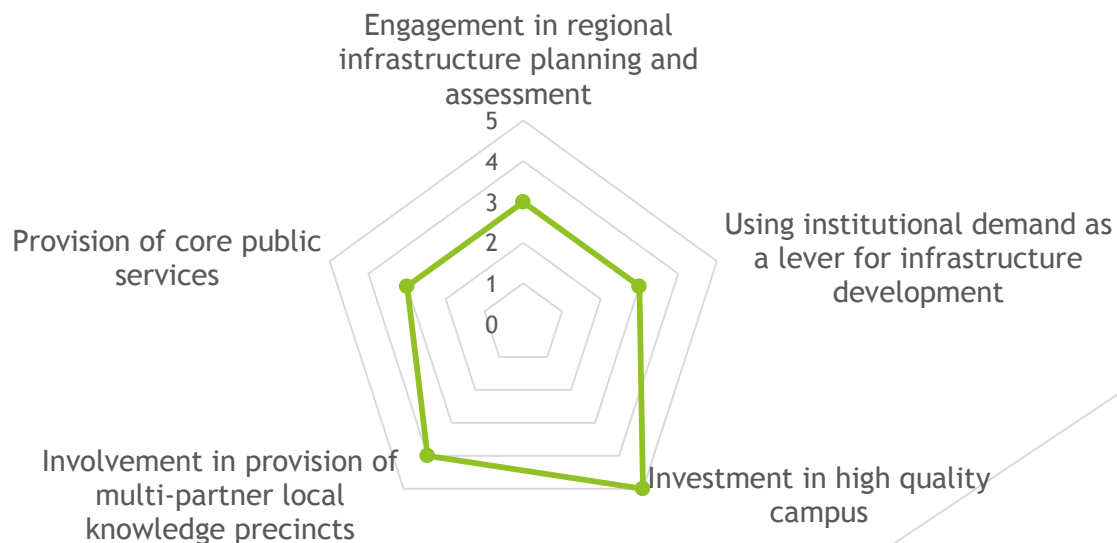 Engagement in regional
infrastructure planning and
assessment
5
4
3
2
1
0
Using institutional demand as
a lever for infrastructure
development
Investment in high quality
campus
Involvement in provision of
multi-partner local
knowledge precincts
Provision of core public
services